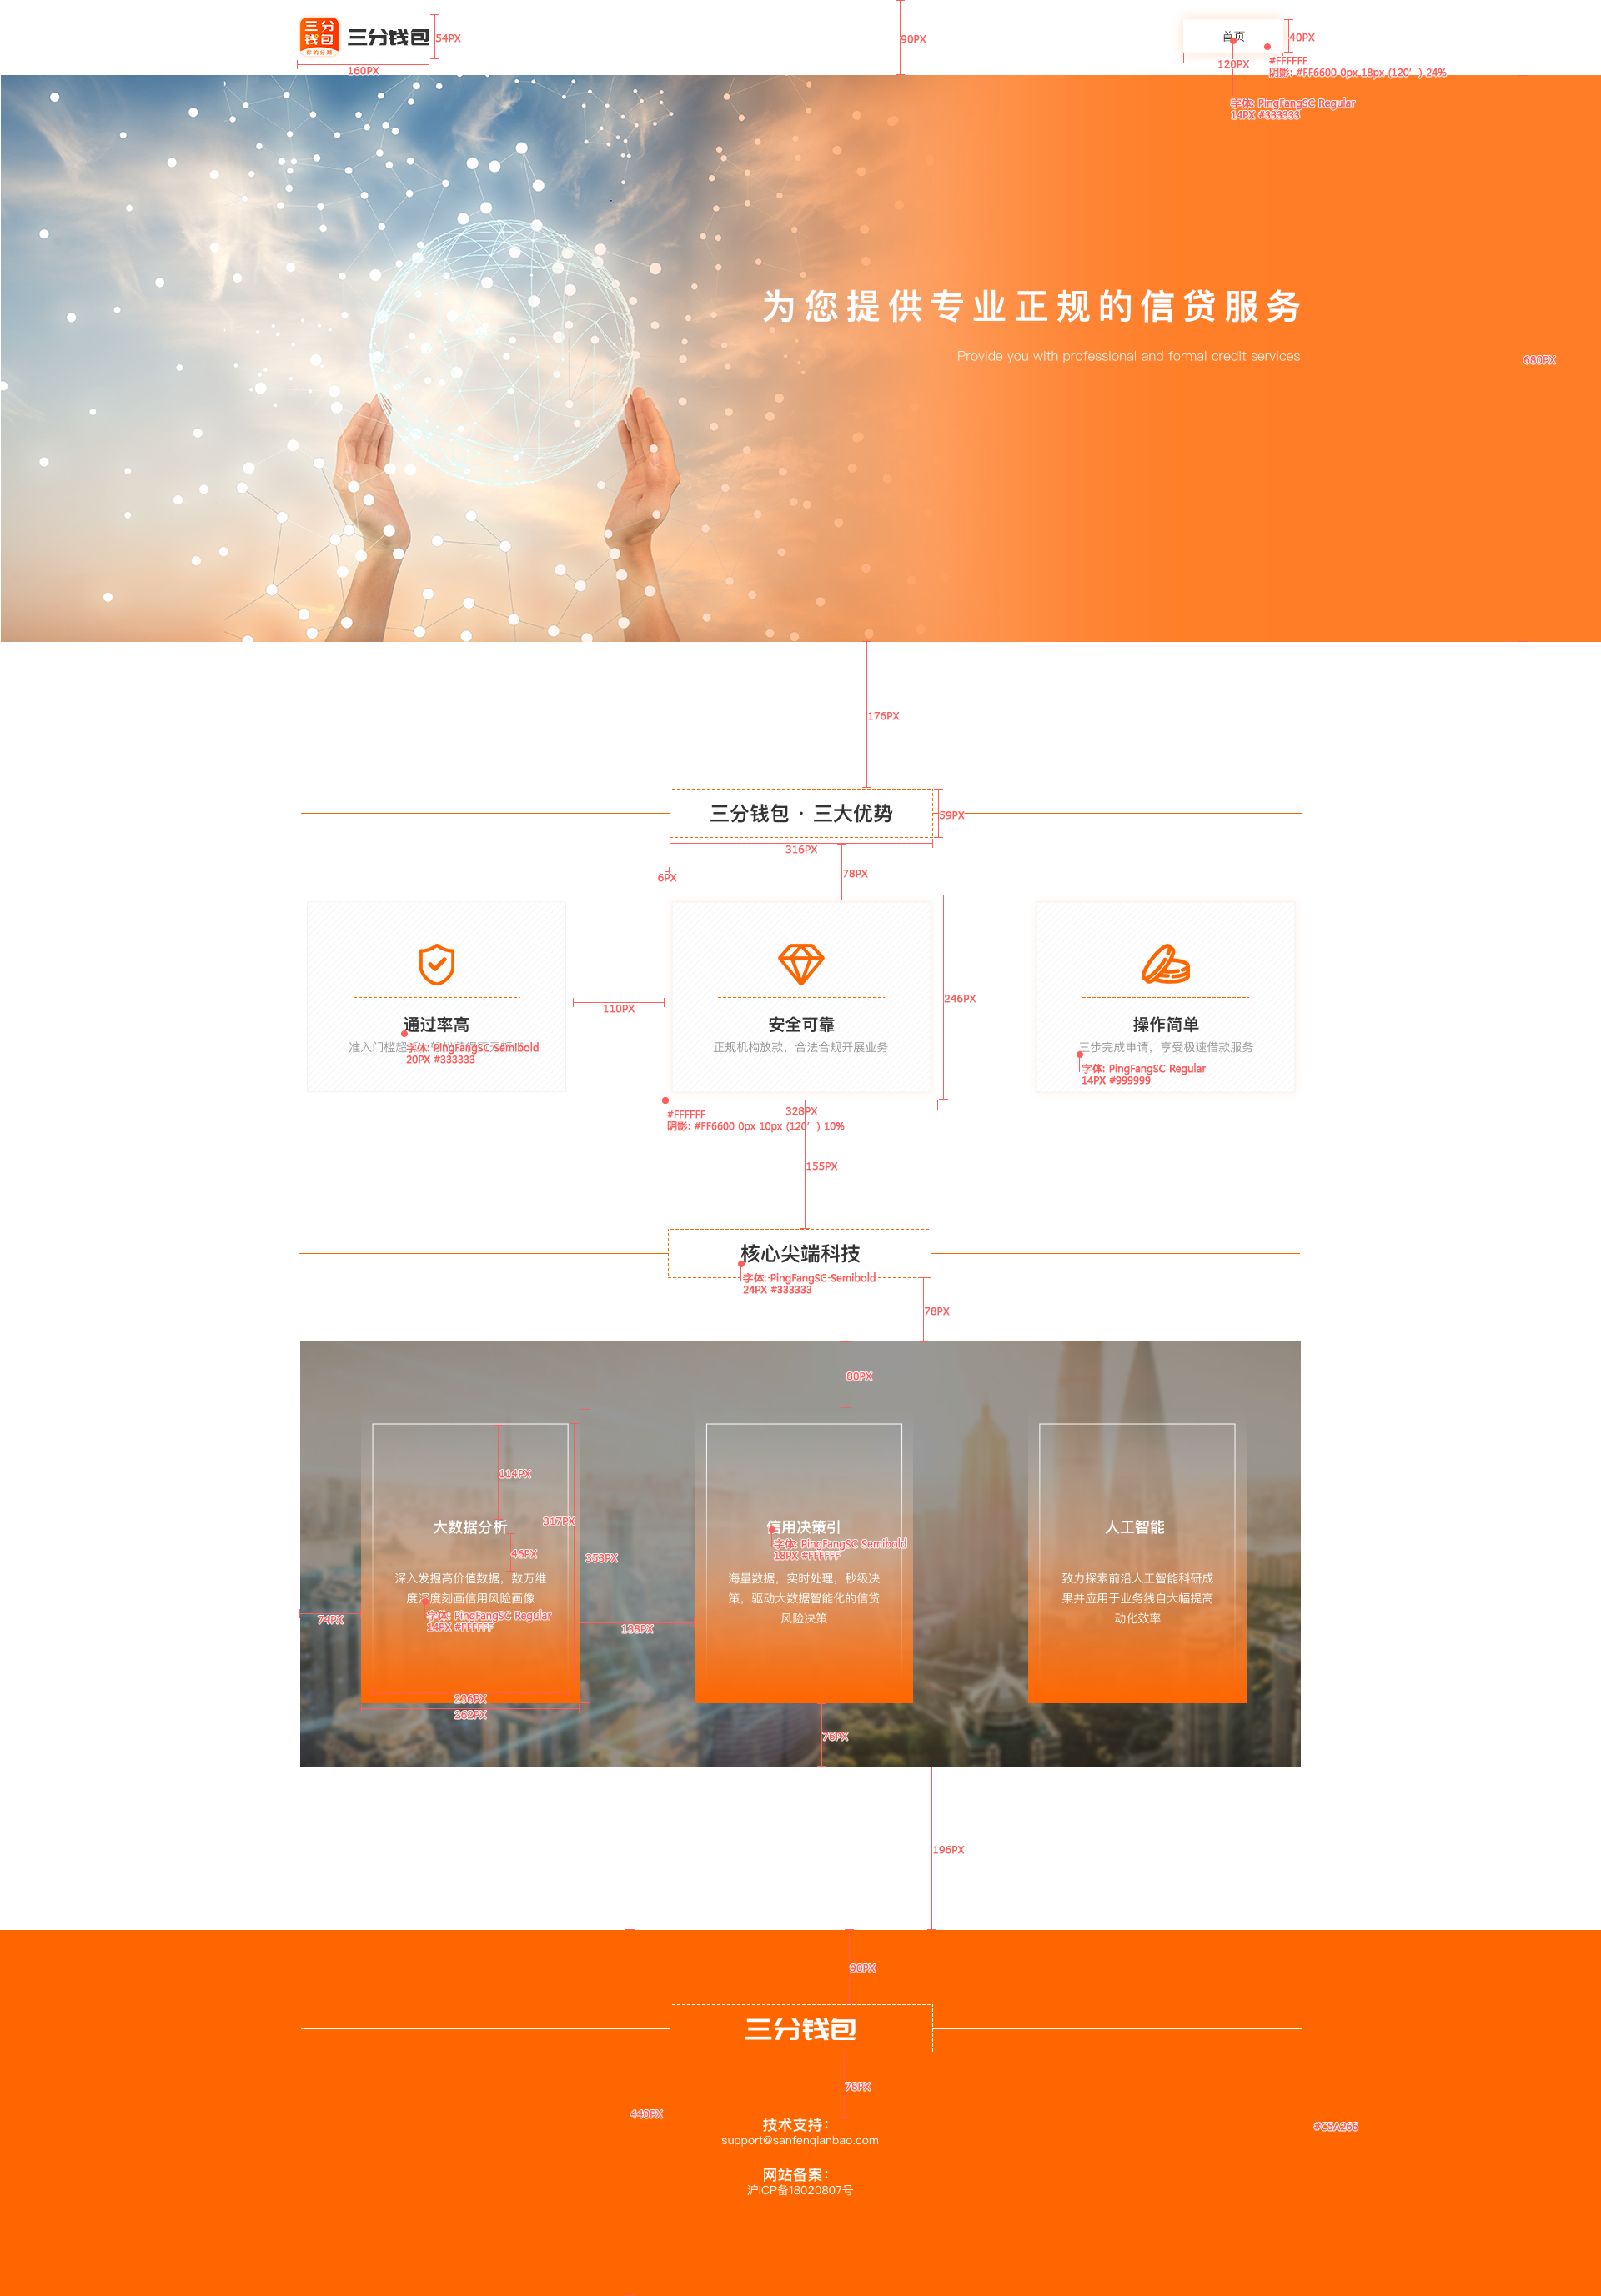 三分
钱包
你的分期
三分钱包
54PX
160PX
90PX
首页
40PX
120PX
#FFFFFF
阴影: #FF6600 0px 18px (120′) 24%
字体: PingFangSC Regular
14PX #333333
为您提供专业正规的信贷服务
Provide you with professional and formal credit services
680PX
176PX
三分钱包 · 三大优势
59PX
316PX
78PX
6PX
通过率高
准入门槛超
字体: PingFangSC Semibold
20PX #333333
110PX
安全可靠
正规机构放款，合法合规开展业务
246PX
操作简单
三步完成申请，享受极速借款服务
字体: PingFangSC Regular
14PX #999999
328PX
#FFFFFF
阴影: #FF6600 0px 10px (120′) 10%
155PX
核心尖端科技
字体: PingFangSC Semibold
24PX #333333
78PX
80PX
114PX
317PX
大数据分析
46PX
353PX
深入发掘高价值数据，数万维
度深度刻画信用风险画像
字体: PingFangSC Regular
14PX #FFFFFF
74PX
138PX
236PX
262PX
信用决策引
字体: PingFangSC Semibold
18PX #FFFFFF
海量数据，实时处理，秒级决
策，驱动大数据智能化的信贷
风险决策
人工智能
致力探索前沿人工智能科研成
果并应用于业务线自大幅提高
动化效率
76PX
196PX
90PX
三分钱包
78PX
440PX
技术支持：
support@sanfenqianbao.com
#C5A266
网站备案：
沪ICP备18020807号